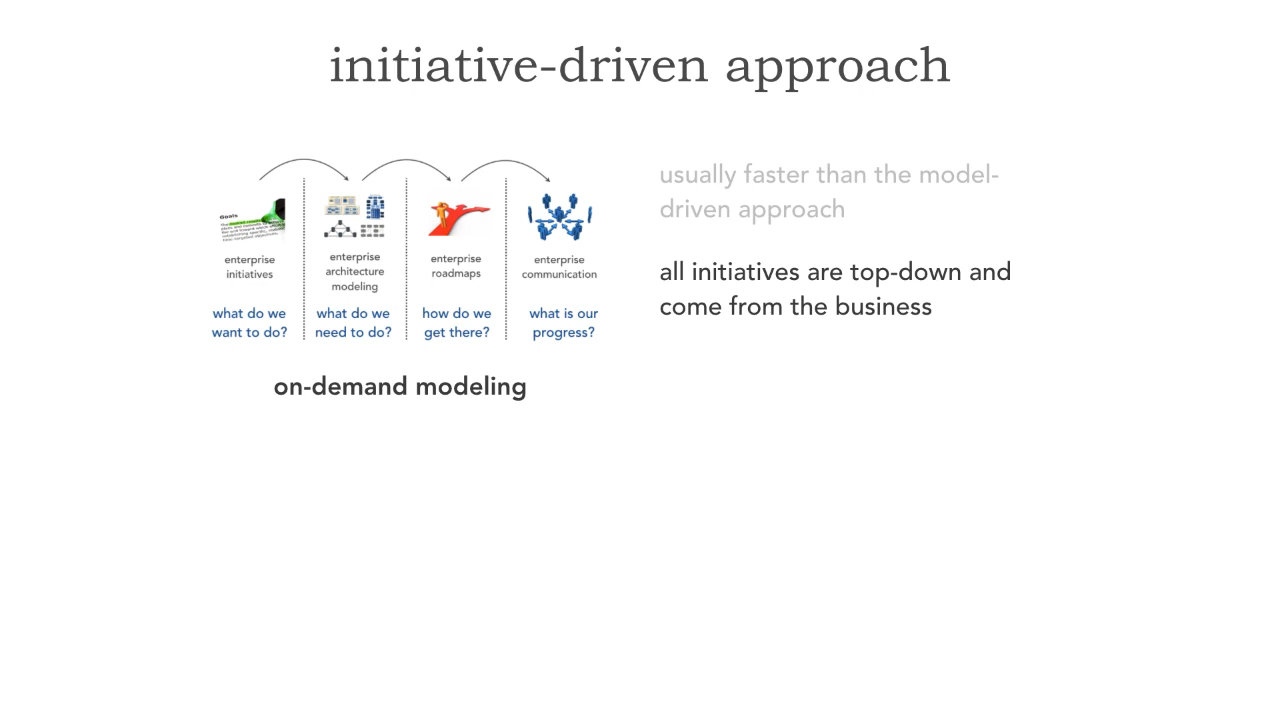 initiative-driven approach
Goals
enterprise
initiatives
what do we
want to do?
enterprise
architecture
modeling
what do we
need to do?
enterprise
roadmaps
how do we
get there?
enterprise
communication
what is our
progress?
on-demand modeling
usually faster than the model-
driven approach
all initiatives are top-down and
come from the business